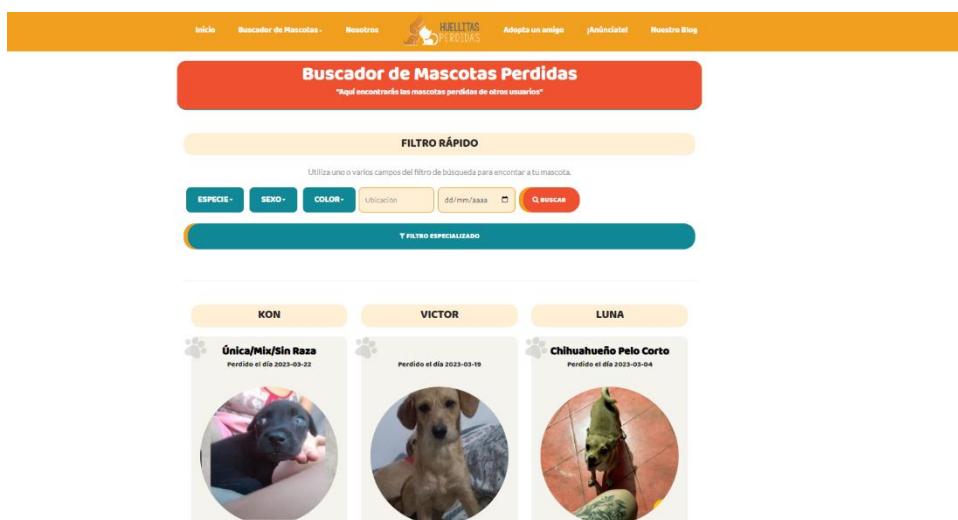 Inicio Buscador de Mascotas Nosotros HUELLITAS PERDIDAS Adopta un amigo ¡Anúnciate! Nuestro Blog
Buscador de Mascotas Perdidas
"Aquí encontrarás las mascotas perdidas de otros usuarios"
FILTRO RÁPIDO
Utiliza uno o varios campos del filtro de búsqueda para encontar a tu mascota.
ESPECIE SEXO COLOR Ubicación dd/mm/aaaa BUSCAR
FILTRO ESPECIALIZADO
KON VICTOR LUNA
Única/Mix/Sin Raza Chihuahueño Pelo Corto
Perdido el día 2023-03-22 Perdido el día 2023-03-19 Perdido el día 2023-03-04